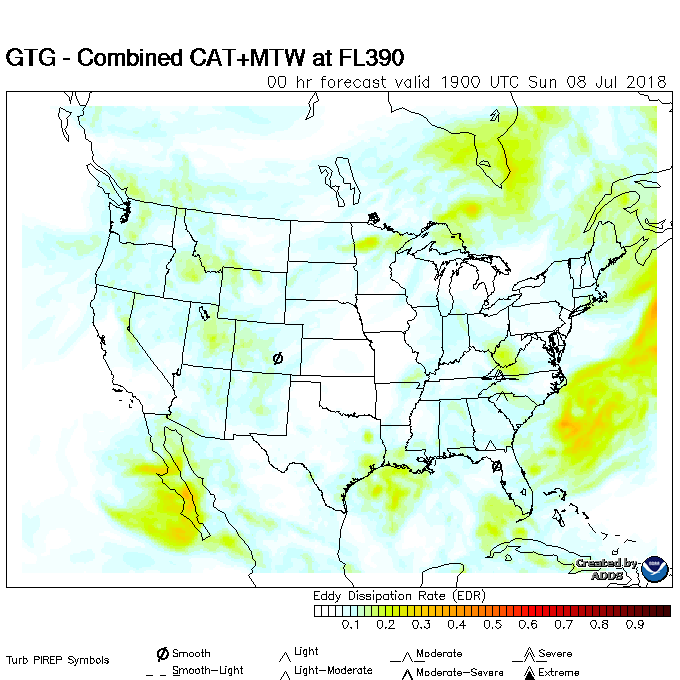 GTG - Combined CAT+MTW at FL390
00 hr forecast valid 1900 UTC Sun 08 Jul 2018
Created by
ADDS
Eddy Dissipation Rate (EDR)
0.1 0.2 0.3 0.4 0.5 0.6 0.7 0.8 0.9
Turb PIREP Symbols
Smooth Light Moderate Severe
Smooth-Light Light-Moderate Moderate-Severe Extreme